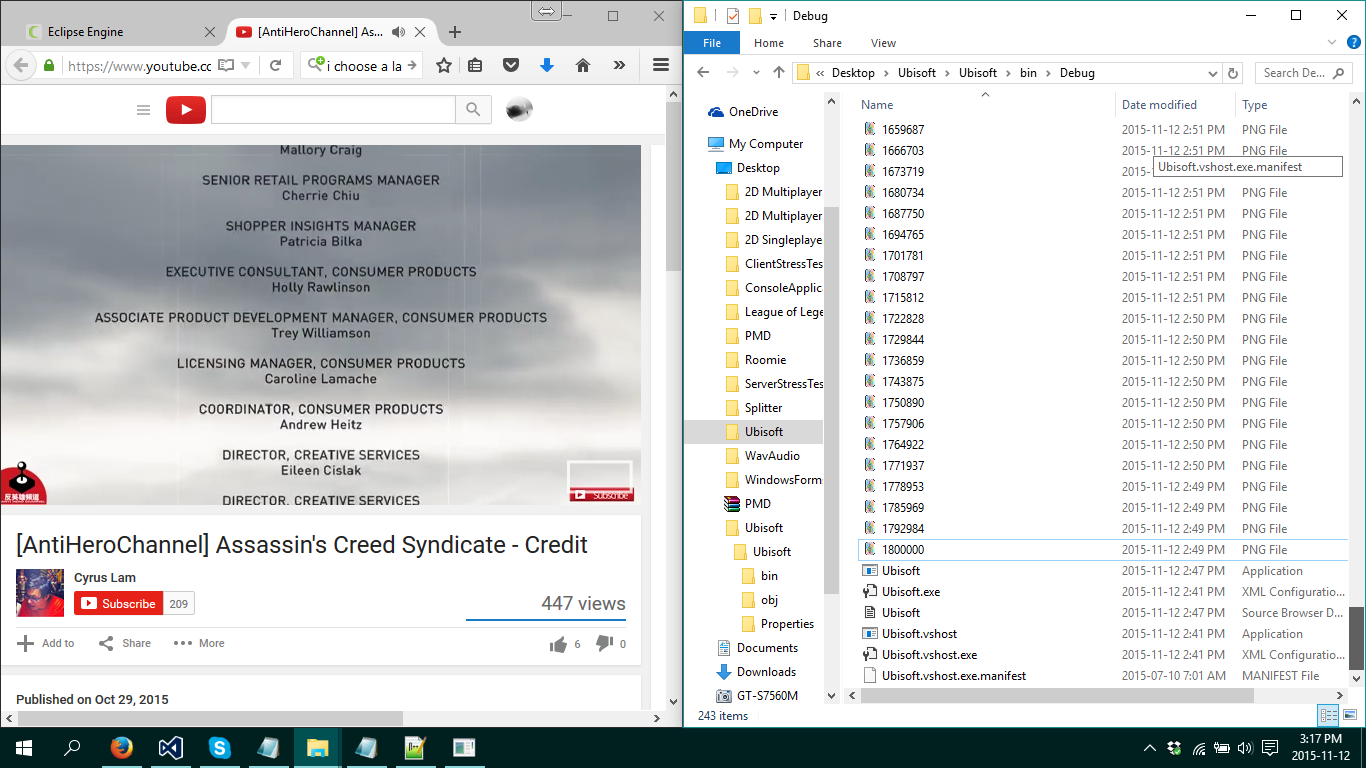 Eclipse Engine
[AntiHeroChannel] As...
https://www.youtube.cc
i choose a la
Mallory Craig
SENIOR RETAIL PROGRAMS MANAGER
Cherrie Chiu
SHOPPER INSIGHTS MANAGER
Patricia Bilka
EXECUTIVE CONSULTANT, CONSUMER PRODUCTS
Holly Rawlinson
ASSOCIATE PRODUCT DEVELOPMENT MANAGER, CONSUMER PRODUCTS
Trey Williamson
LICENSING MANAGER, CONSUMER PRODUCTS
Caroline Lamache
COORDINATOR, CONSUMER PRODUCTS
Andrew Heitz
DIRECTOR, CREATIVE SERVICES
Eileen Cislak
DIRECTOR, CREATIVE SERVICES
反英雄頻道
Subscribe
[AntiHeroChannel] Assassin's Creed Syndicate - Credit
Cyrus Lam
Subscribe 209
447 views
Add to Share More 6 0
Published on Oct 29, 2015
Debug
File Home Share View
« Desktop > Ubisoft > Ubisoft > bin > Debug
Search De...
OneDrive
My Computer
Desktop
2D Multiplayer
2D Multiplayer
2D Singleplaye
ClientStressTes
ConsoleApplic
League of Lege
PMD
Roomie
ServerStressTes
Splitter
Ubisoft
WavAudio
WindowsForm
PMD
Ubisoft
Ubisoft
bin
obj
Properties
Documents
Downloads
GT-S7560M
Name Date modified Type
1659687 2015-11-12 2:51 PM PNG File
1666703 2015-11-12 2:51 PM PNG File
Ubisoft.vshost.exe.manifest
1673719 2015- PNG File
1680734 2015-11-12 2:51 PM PNG File
1687750 2015-11-12 2:51 PM PNG File
1694765 2015-11-12 2:51 PM PNG File
1701781 2015-11-12 2:51 PM PNG File
1708797 2015-11-12 2:51 PM PNG File
1715812 2015-11-12 2:51 PM PNG File
1722828 2015-11-12 2:50 PM PNG File
1729844 2015-11-12 2:50 PM PNG File
1736859 2015-11-12 2:50 PM PNG File
1743875 2015-11-12 2:50 PM PNG File
1750890 2015-11-12 2:50 PM PNG File
1757906 2015-11-12 2:50 PM PNG File
1764922 2015-11-12 2:50 PM PNG File
1771937 2015-11-12 2:50 PM PNG File
1778953 2015-11-12 2:49 PM PNG File
1785969 2015-11-12 2:49 PM PNG File
1792984 2015-11-12 2:49 PM PNG File
1800000 2015-11-12 2:49 PM PNG File
Ubisoft 2015-11-12 2:47 PM Application
Ubisoft.exe 2015-11-12 2:47 PM XML Configuratio...
Ubisoft 2015-11-12 2:47 PM Source Browser D...
Ubisoft.vshost 2015-11-12 2:41 PM Application
Ubisoft.vshost.exe 2015-11-12 2:41 PM XML Configuratio...
Ubisoft.vshost.exe.manifest 2015-07-10 7:01 AM MANIFEST File
243 items
3:17 PM
2015-11-12